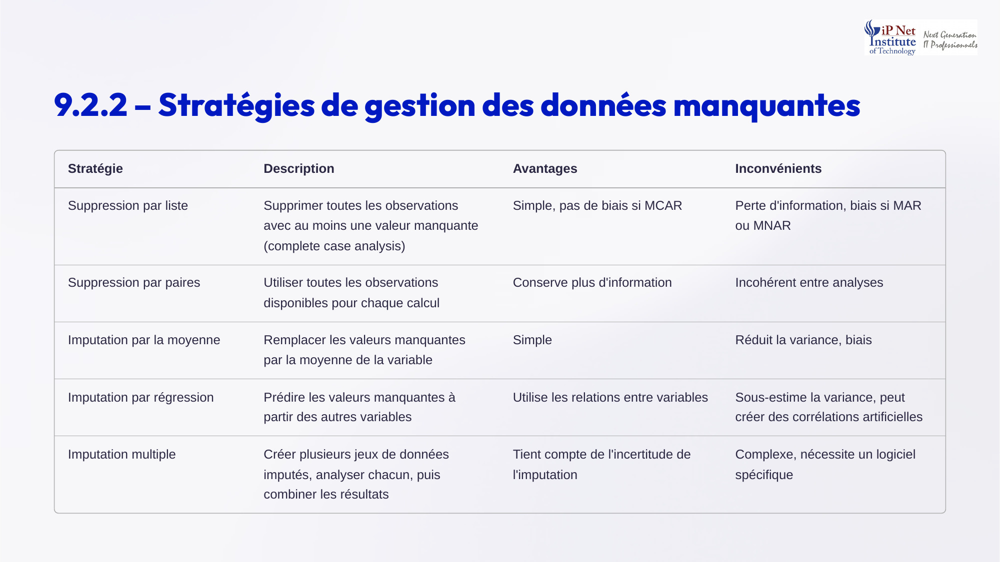 iP Net
Institute
of Technology
Next Generation
IT Professionnels
9.2.2 – Stratégies de gestion des données manquantes
Stratégie
Description
Avantages
Inconvénients
Suppression par liste
Supprimer toutes les observations
avec au moins une valeur manquante
(complete case analysis)
Simple, pas de biais si MCAR
Perte d'information, biais si MAR
ou MNAR
Suppression par paires
Utiliser toutes les observations
disponibles pour chaque calcul
Conserve plus d'information
Incohérent entre analyses
Imputation par la moyenne
Remplacer les valeurs manquantes
par la moyenne de la variable
Simple
Réduit la variance, biais
Imputation par régression
Prédire les valeurs manquantes à
partir des autres variables
Utilise les relations entre variables
Sous-estime la variance, peut
créer des corrélations artificielles
Imputation multiple
Créer plusieurs jeux de données
imputés, analyser chacun, puis
combiner les résultats
Tient compte de l'incertitude de
l'imputation
Complexe, nécessite un logiciel
spécifique